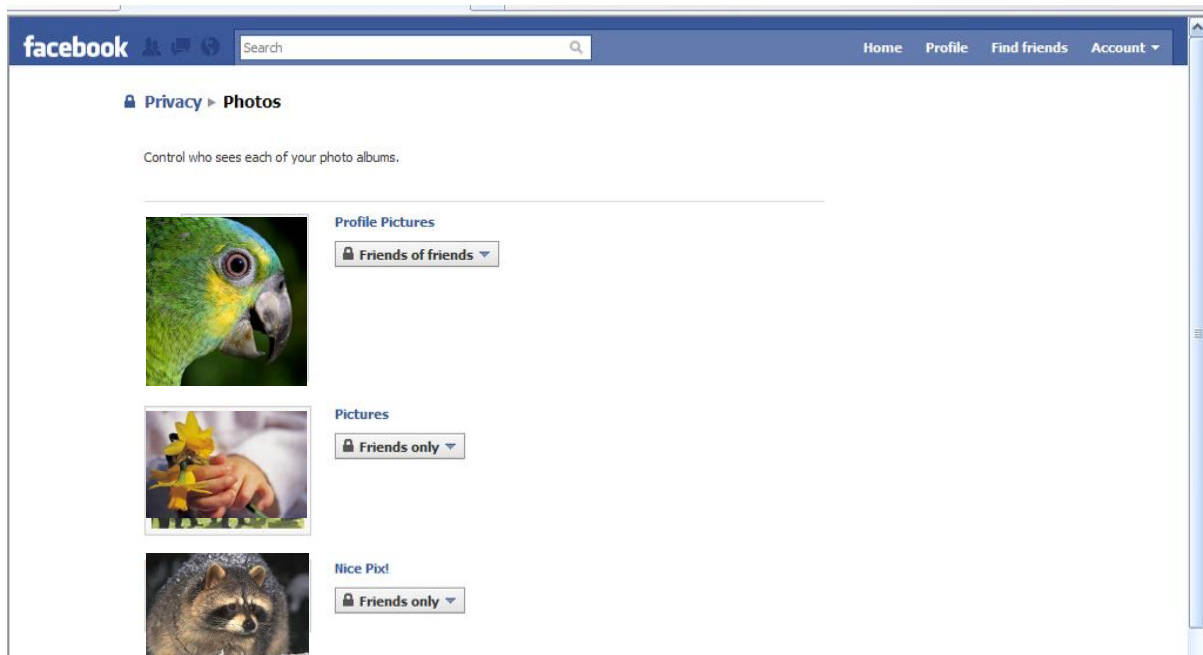 facebook Search Home Profile Find friends Account
Privacy Photos
Control who sees each of your photo albums.
Profile Pictures
Friends of friends
Pictures
Friends only
Nice Pix!
Friends only